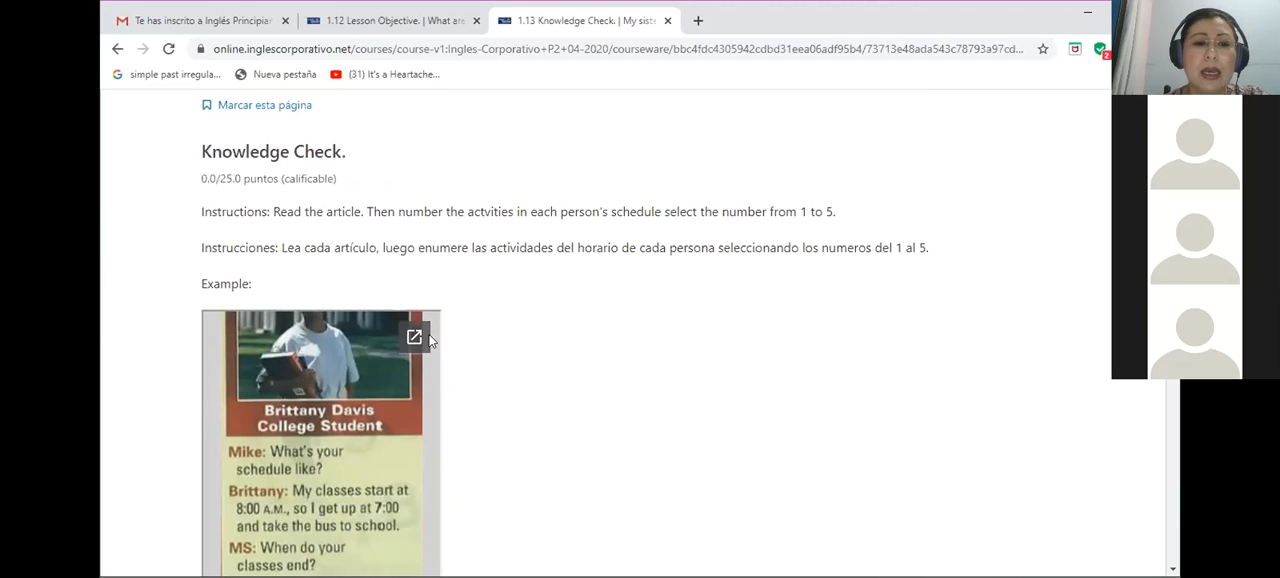 Te has inscrito a Inglés Principian
1.12 Lesson Objective. | What are
1.13 Knowledge Check. | My sist
online.inglescorporativo.net/courses/course-v1:Ingles-Corporativo+P2+04-2020/courseware/bbc4fdc4305942cdbd31eea06adf95b4/73713e48ada543c78793a97cd...
2
simple past irregula...
Nueva pestaña
(31) It's a Heartache...
Marcar esta página
Knowledge Check.
0.0/25.0 puntos (calificable)
Instructions: Read the article. Then number the actvities in each person's schedule select the number from 1 to 5.
Instrucciones: Lea cada artículo, luego enumere las actividades del horario de cada persona seleccionando los numeros del 1 al 5.
Example:
Brittany Davis
College Student
Mike: What's your
schedule like?
Brittany: My classes start at
8:00 A.M., so I get up at 7:00
and take the bus to school.
MS: When do your
classes end?